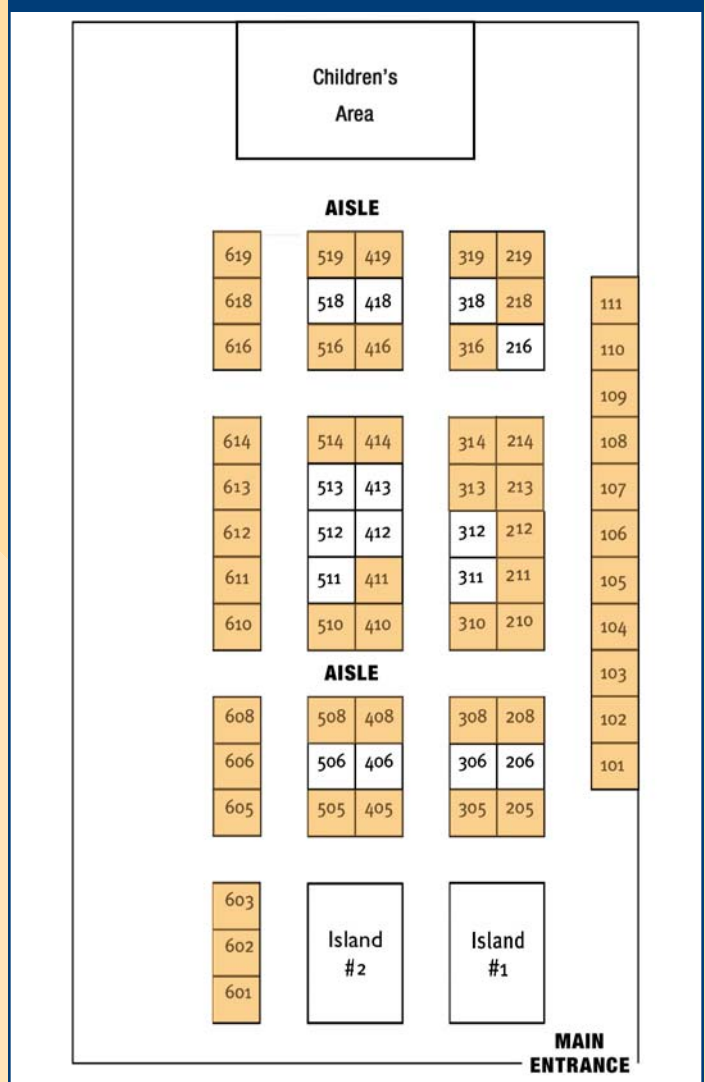 Children's
Area
AISLE
619 519 419 319 219
618 518 418 318 218 111
616 516 416 316 216 110
109
614 514 414 314 214 108
613 513 413 313 213 107
612 512 412 312 212 106
611 511 411 311 211 105
610 510 410 310 210 104
AISLE 103
608 508 408 308 208 102
606 506 406 306 206 101
605 505 405 305 205
603
602
601
Island
#2
Island
#1
MAIN
ENTRANCE